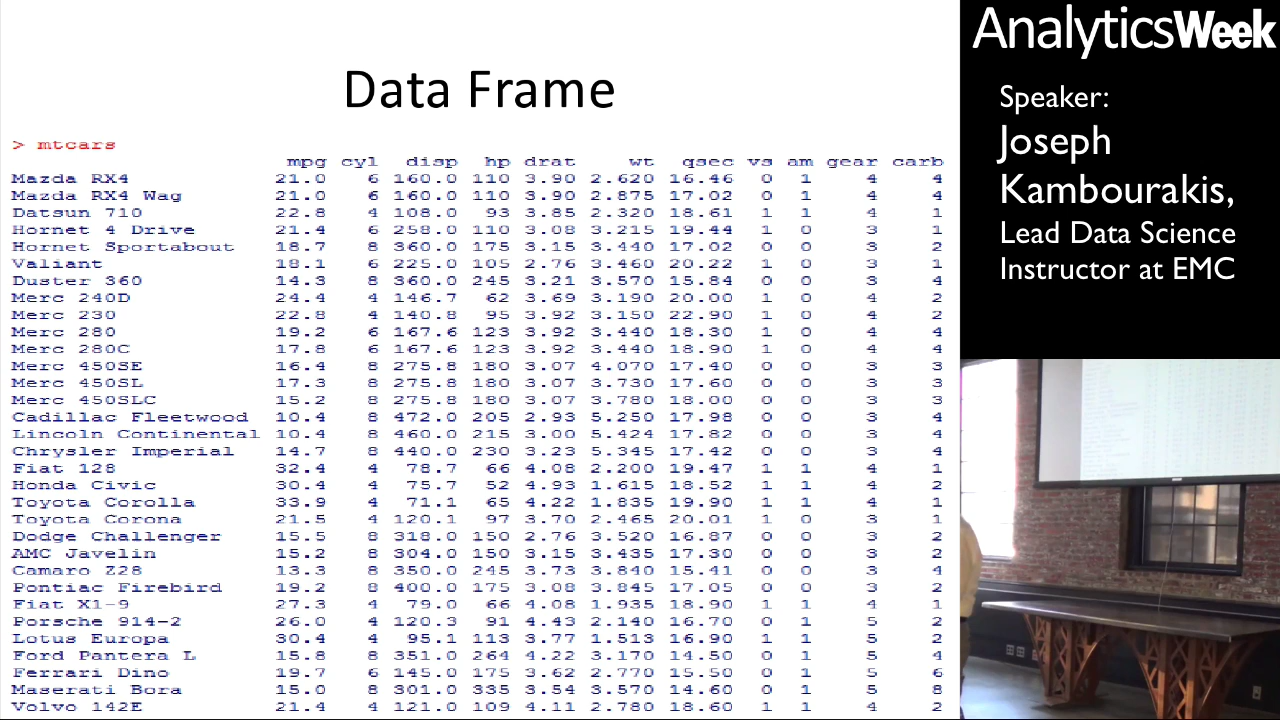 Data Frame
> mtcars
mpg cyl disp hp drat wt qsec vs am gear carb
Mazda RX4 21.0 6 160.0 110 3.90 2.620 16.46 0 1 4 4
Mazda RX4 Wag 21.0 6 160.0 110 3.90 2.875 17.02 0 1 4 4
Datsun 710 22.8 4 108.0 93 3.85 2.320 18.61 1 1 4 1
Hornet 4 Drive 21.4 6 258.0 110 3.08 3.215 19.44 1 0 3 1
Hornet Sportabout 18.7 8 360.0 175 3.15 3.440 17.02 0 0 3 2
Valiant 18.1 6 225.0 105 2.76 3.460 20.22 1 0 3 1
Duster 360 14.3 8 360.0 245 3.21 3.570 15.84 0 0 3 4
Merc 240D 24.4 4 146.7 62 3.69 3.190 20.00 1 0 4 2
Merc 230 22.8 4 140.8 95 3.92 3.150 22.90 1 0 4 2
Merc 280 19.2 6 167.6 123 3.92 3.440 18.30 1 0 4 4
Merc 280C 17.8 6 167.6 123 3.92 3.440 18.90 1 0 4 4
Merc 450SE 16.4 8 275.8 180 3.07 4.070 17.40 0 0 3 3
Merc 450SL 17.3 8 275.8 180 3.07 3.730 17.60 0 0 3 3
Merc 450SLC 15.2 8 275.8 180 3.07 3.780 18.00 0 0 3 3
Cadillac Fleetwood 10.4 8 472.0 205 2.93 5.250 17.98 0 0 3 4
Lincoln Continental 10.4 8 460.0 215 3.00 5.424 17.82 0 0 3 4
Chrysler Imperial 14.7 8 440.0 230 3.23 5.345 17.42 0 0 3 4
Fiat 128 32.4 4 78.7 66 4.08 2.200 19.47 1 1 4 1
Honda Civic 30.4 4 75.7 52 4.93 1.615 18.52 1 1 4 2
Toyota Corolla 33.9 4 71.1 65 4.22 1.835 19.90 1 1 4 1
Toyota Corona 21.5 4 120.1 97 3.70 2.465 20.01 1 0 3 1
Dodge Challenger 15.5 8 318.0 150 2.76 3.520 16.87 0 0 3 2
AMC Javelin 15.2 8 304.0 150 3.15 3.435 17.30 0 0 3 2
Camaro Z28 13.3 8 350.0 245 3.73 3.840 15.41 0 0 3 4
Pontiac Firebird 19.2 8 400.0 175 3.08 3.845 17.05 0 0 3 2
Fiat X1-9 27.3 4 79.0 66 4.08 1.935 18.90 1 1 4 1
Porsche 914-2 26.0 4 120.3 91 4.43 2.140 16.70 0 1 5 2
Lotus Europa 30.4 4 95.1 113 3.77 1.513 16.90 1 1 5 2
Ford Pantera L 15.8 8 351.0 264 4.22 3.170 14.50 0 1 5 4
Ferrari Dino 19.7 6 145.0 175 3.62 2.770 15.50 0 1 5 6
Maserati Bora 15.0 8 301.0 335 3.54 3.570 14.60 0 1 5 8
Volvo 142E 21.4 4 121.0 109 4.11 2.780 18.60 1 1 4 2
AnalyticsWeek
Speaker:
Joseph
Kambourakis,
Lead Data Science
Instructor at EMC